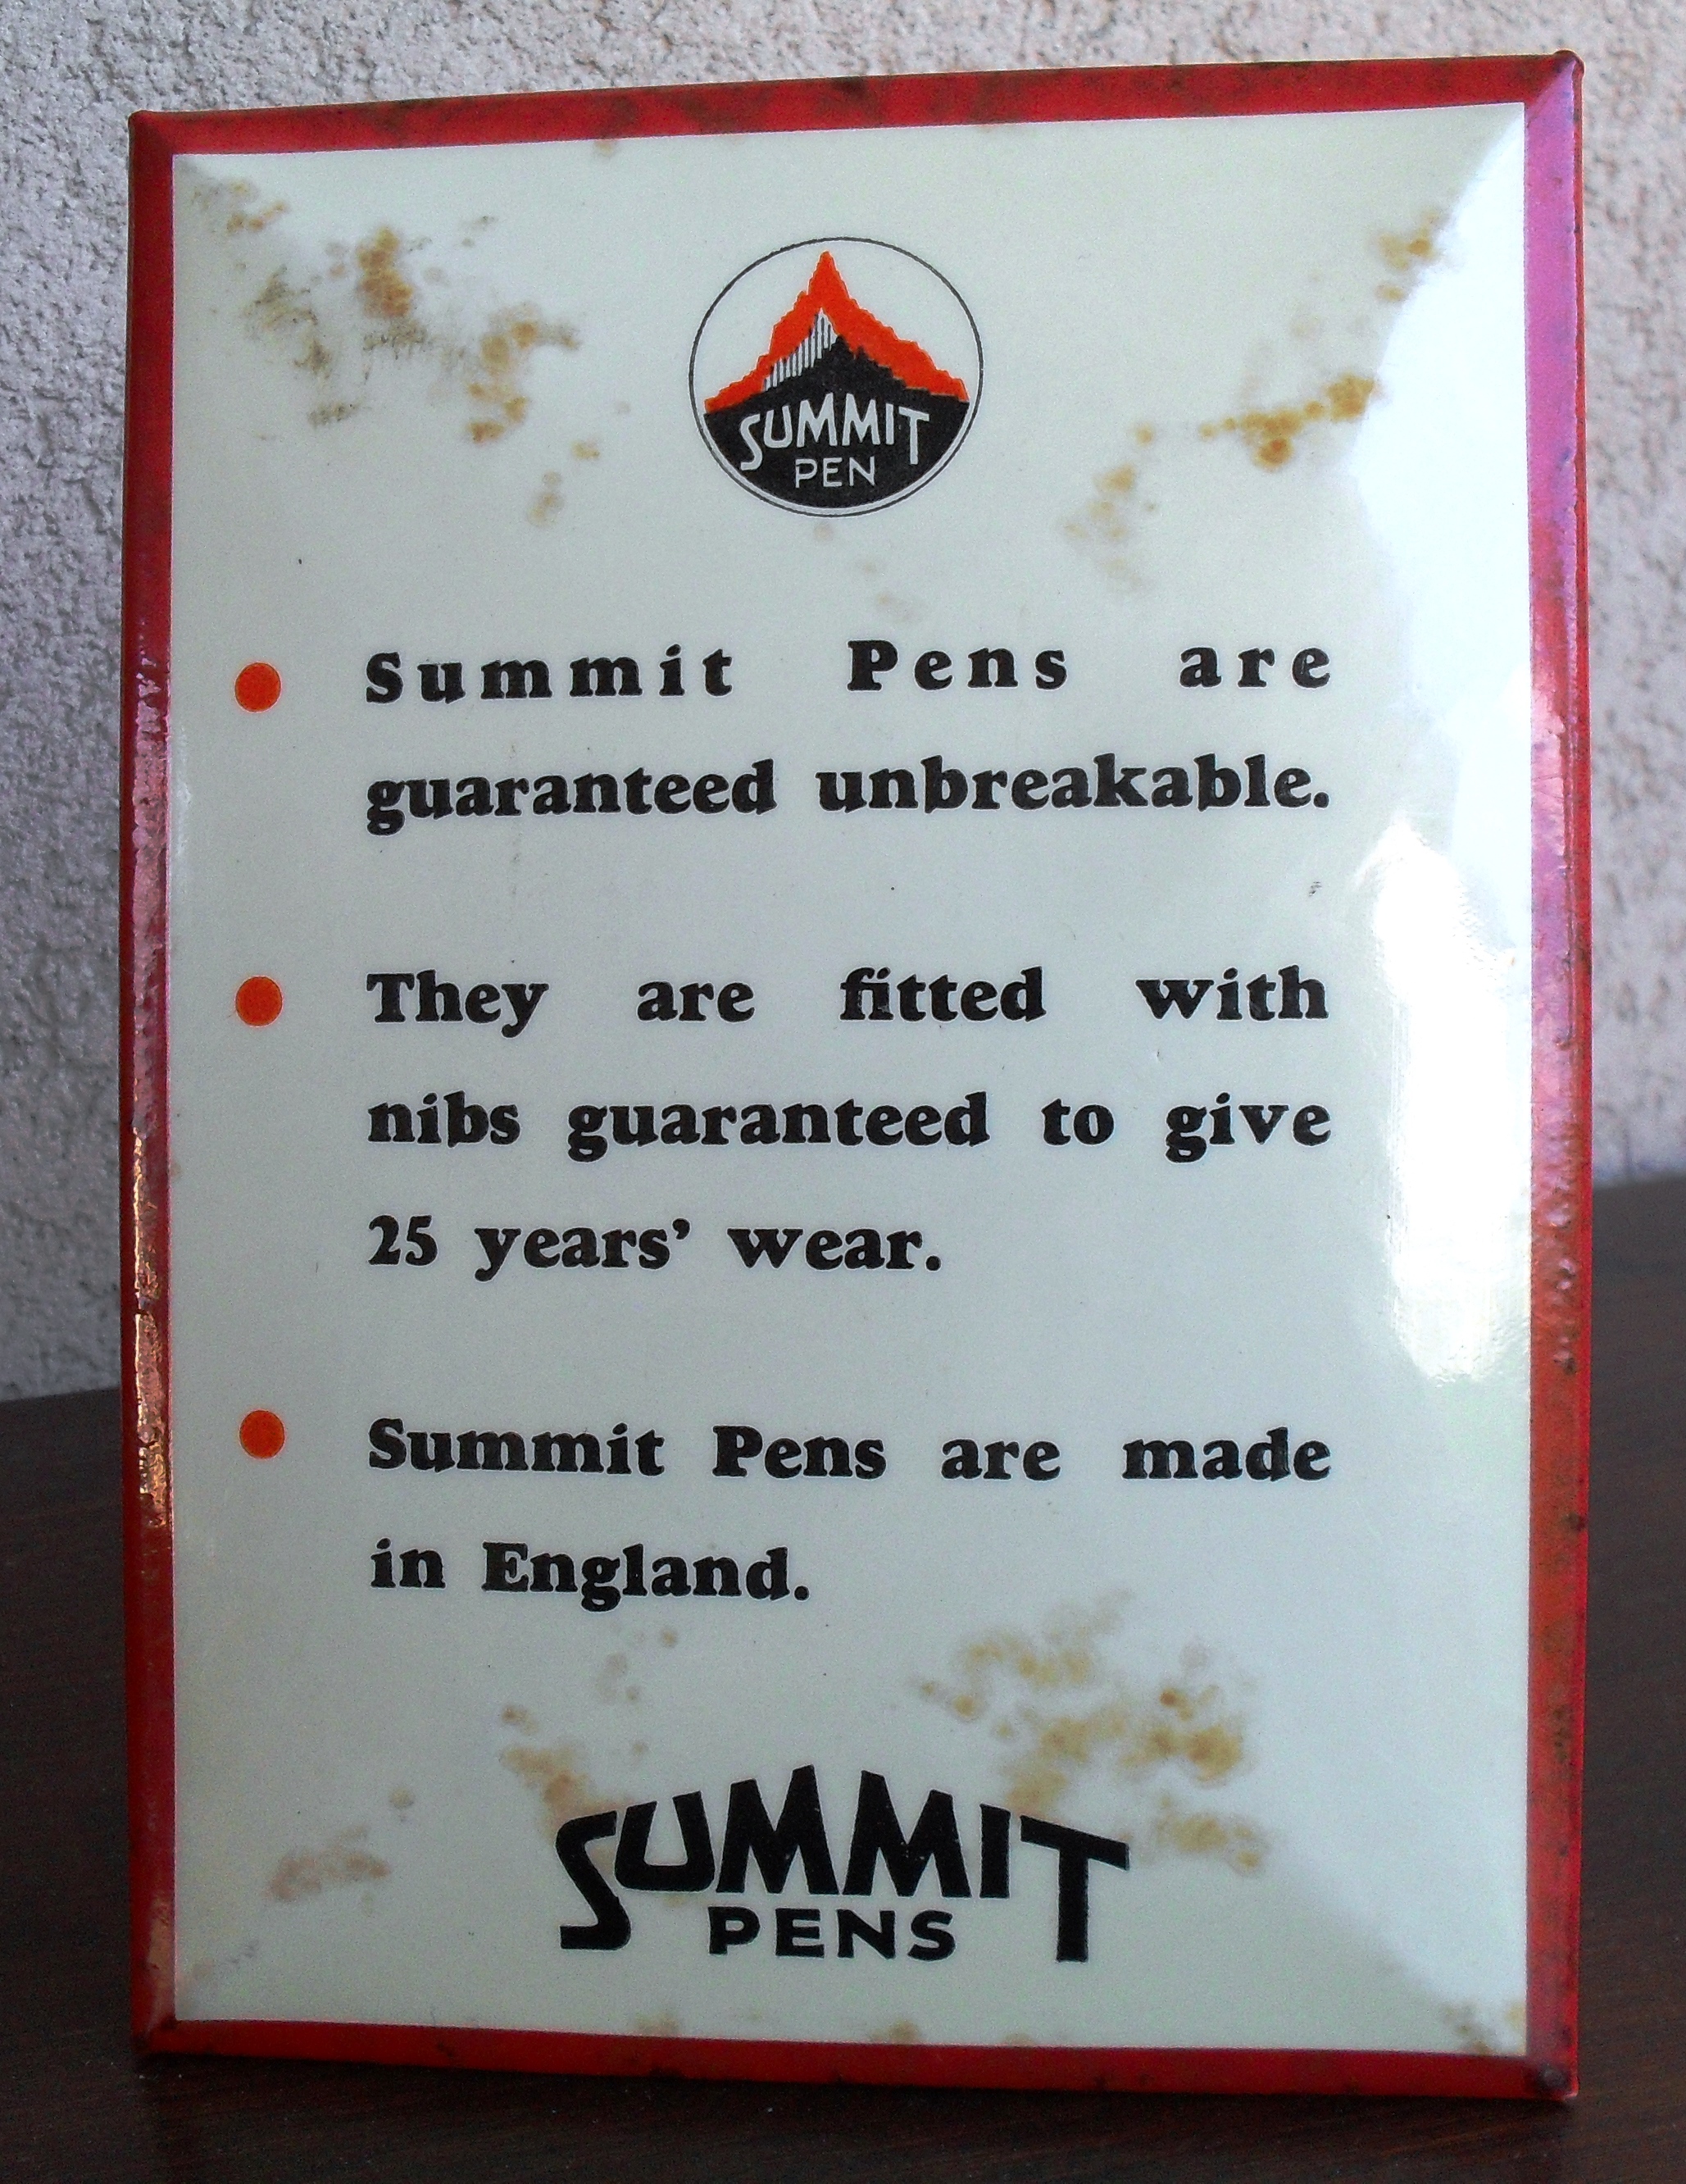 SUMMIT
PEN
Summit Pens are
guaranteed unbreakable.
They are fitted with
nibs guaranteed to give
25 years’ wear.
Summit Pens are made
in England.
SUMMIT
PENS